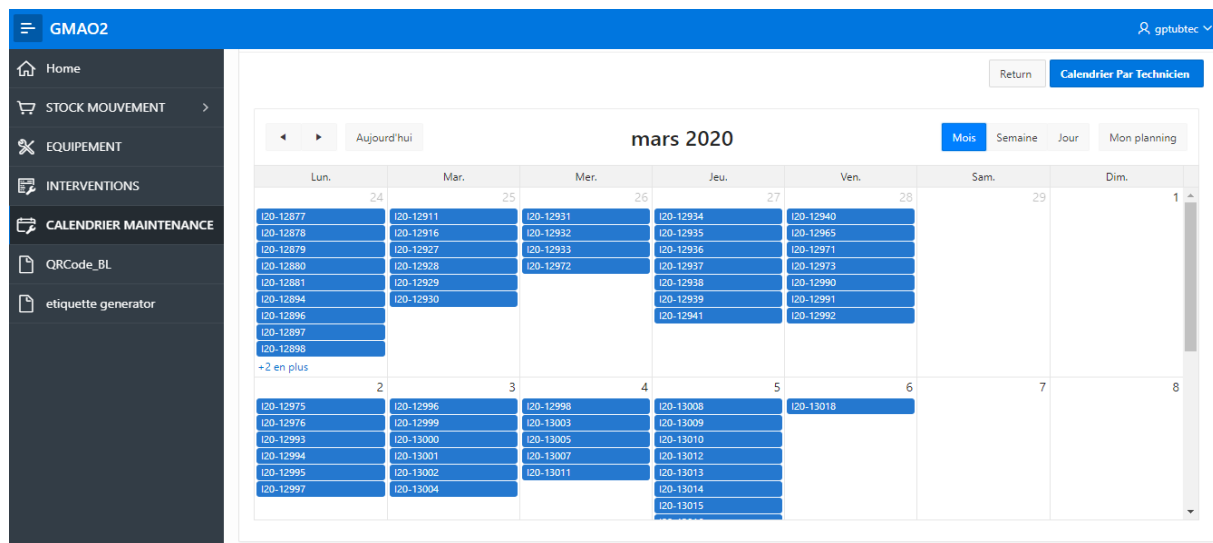 GMAO2
gptubtec
Home
STOCK MOUVEMENT
EQUIPEMENT
INTERVENTIONS
CALENDRIER MAINTENANCE
QRCode_BL
etiquette generator
Return
Calendrier Par Technicien
Aujourd'hui
mars 2020
Mois
Semaine
Jour
Mon planning
Lun. Mar. Mer. Jeu. Ven. Sam. Dim.
24 25 26 27 28 29 1
I20-12877 I20-12911 I20-12931 I20-12934 I20-12940
I20-12878 I20-12916 I20-12932 I20-12935 I20-12965
I20-12879 I20-12927 I20-12933 I20-12936 I20-12971
I20-12880 I20-12928 I20-12972 I20-12937 I20-12973
I20-12881 I20-12929 I20-12938 I20-12990
I20-12894 I20-12930 I20-12939 I20-12991
I20-12896 I20-12941 I20-12992
I20-12897
I20-12898
+2 en plus
2 3 4 5 6 7 8
I20-12975 I20-12996 I20-12998 I20-13008 I20-13018
I20-12976 I20-12999 I20-13003 I20-13009
I20-12993 I20-13000 I20-13005 I20-13010
I20-12994 I20-13001 I20-13007 I20-13012
I20-12995 I20-13002 I20-13011 I20-13013
I20-12997 I20-13004 I20-13014
I20-13015